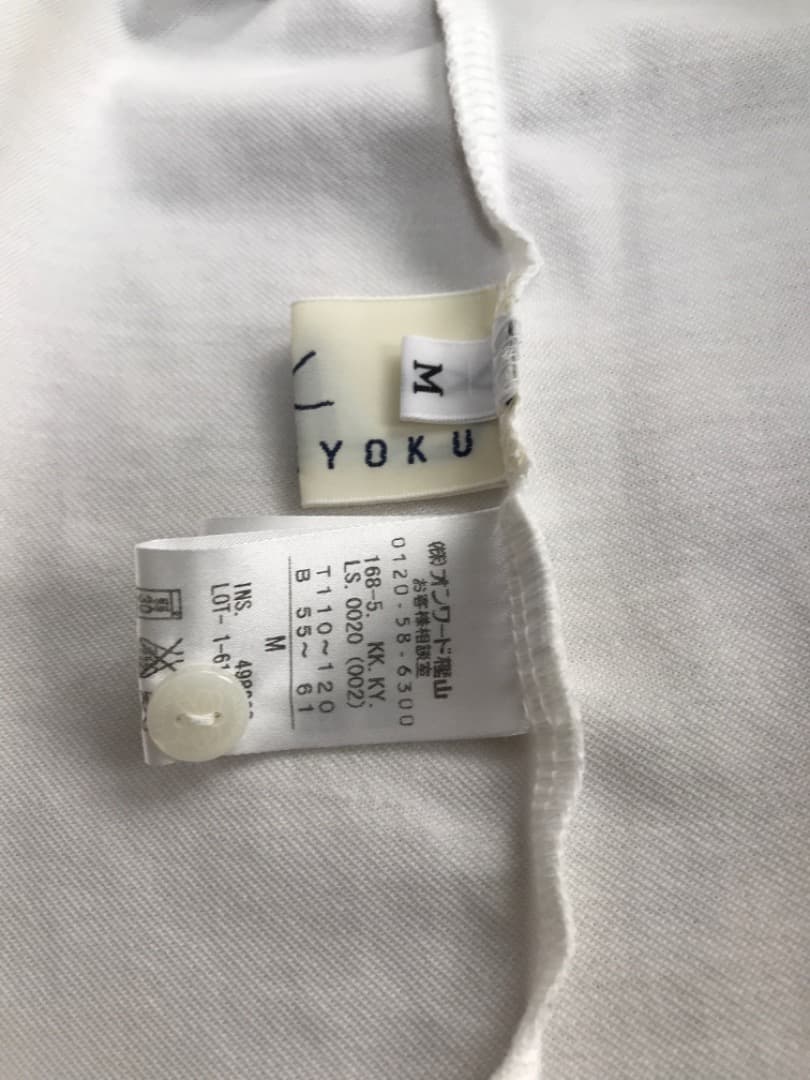 M
YOKU
(株)オンワード樫山
お客様相談室
0120-58-6300
168-5. KK. KY.
LS. 0020 (002)
T110～120
B 55～ 61
M
INS.
LOT-